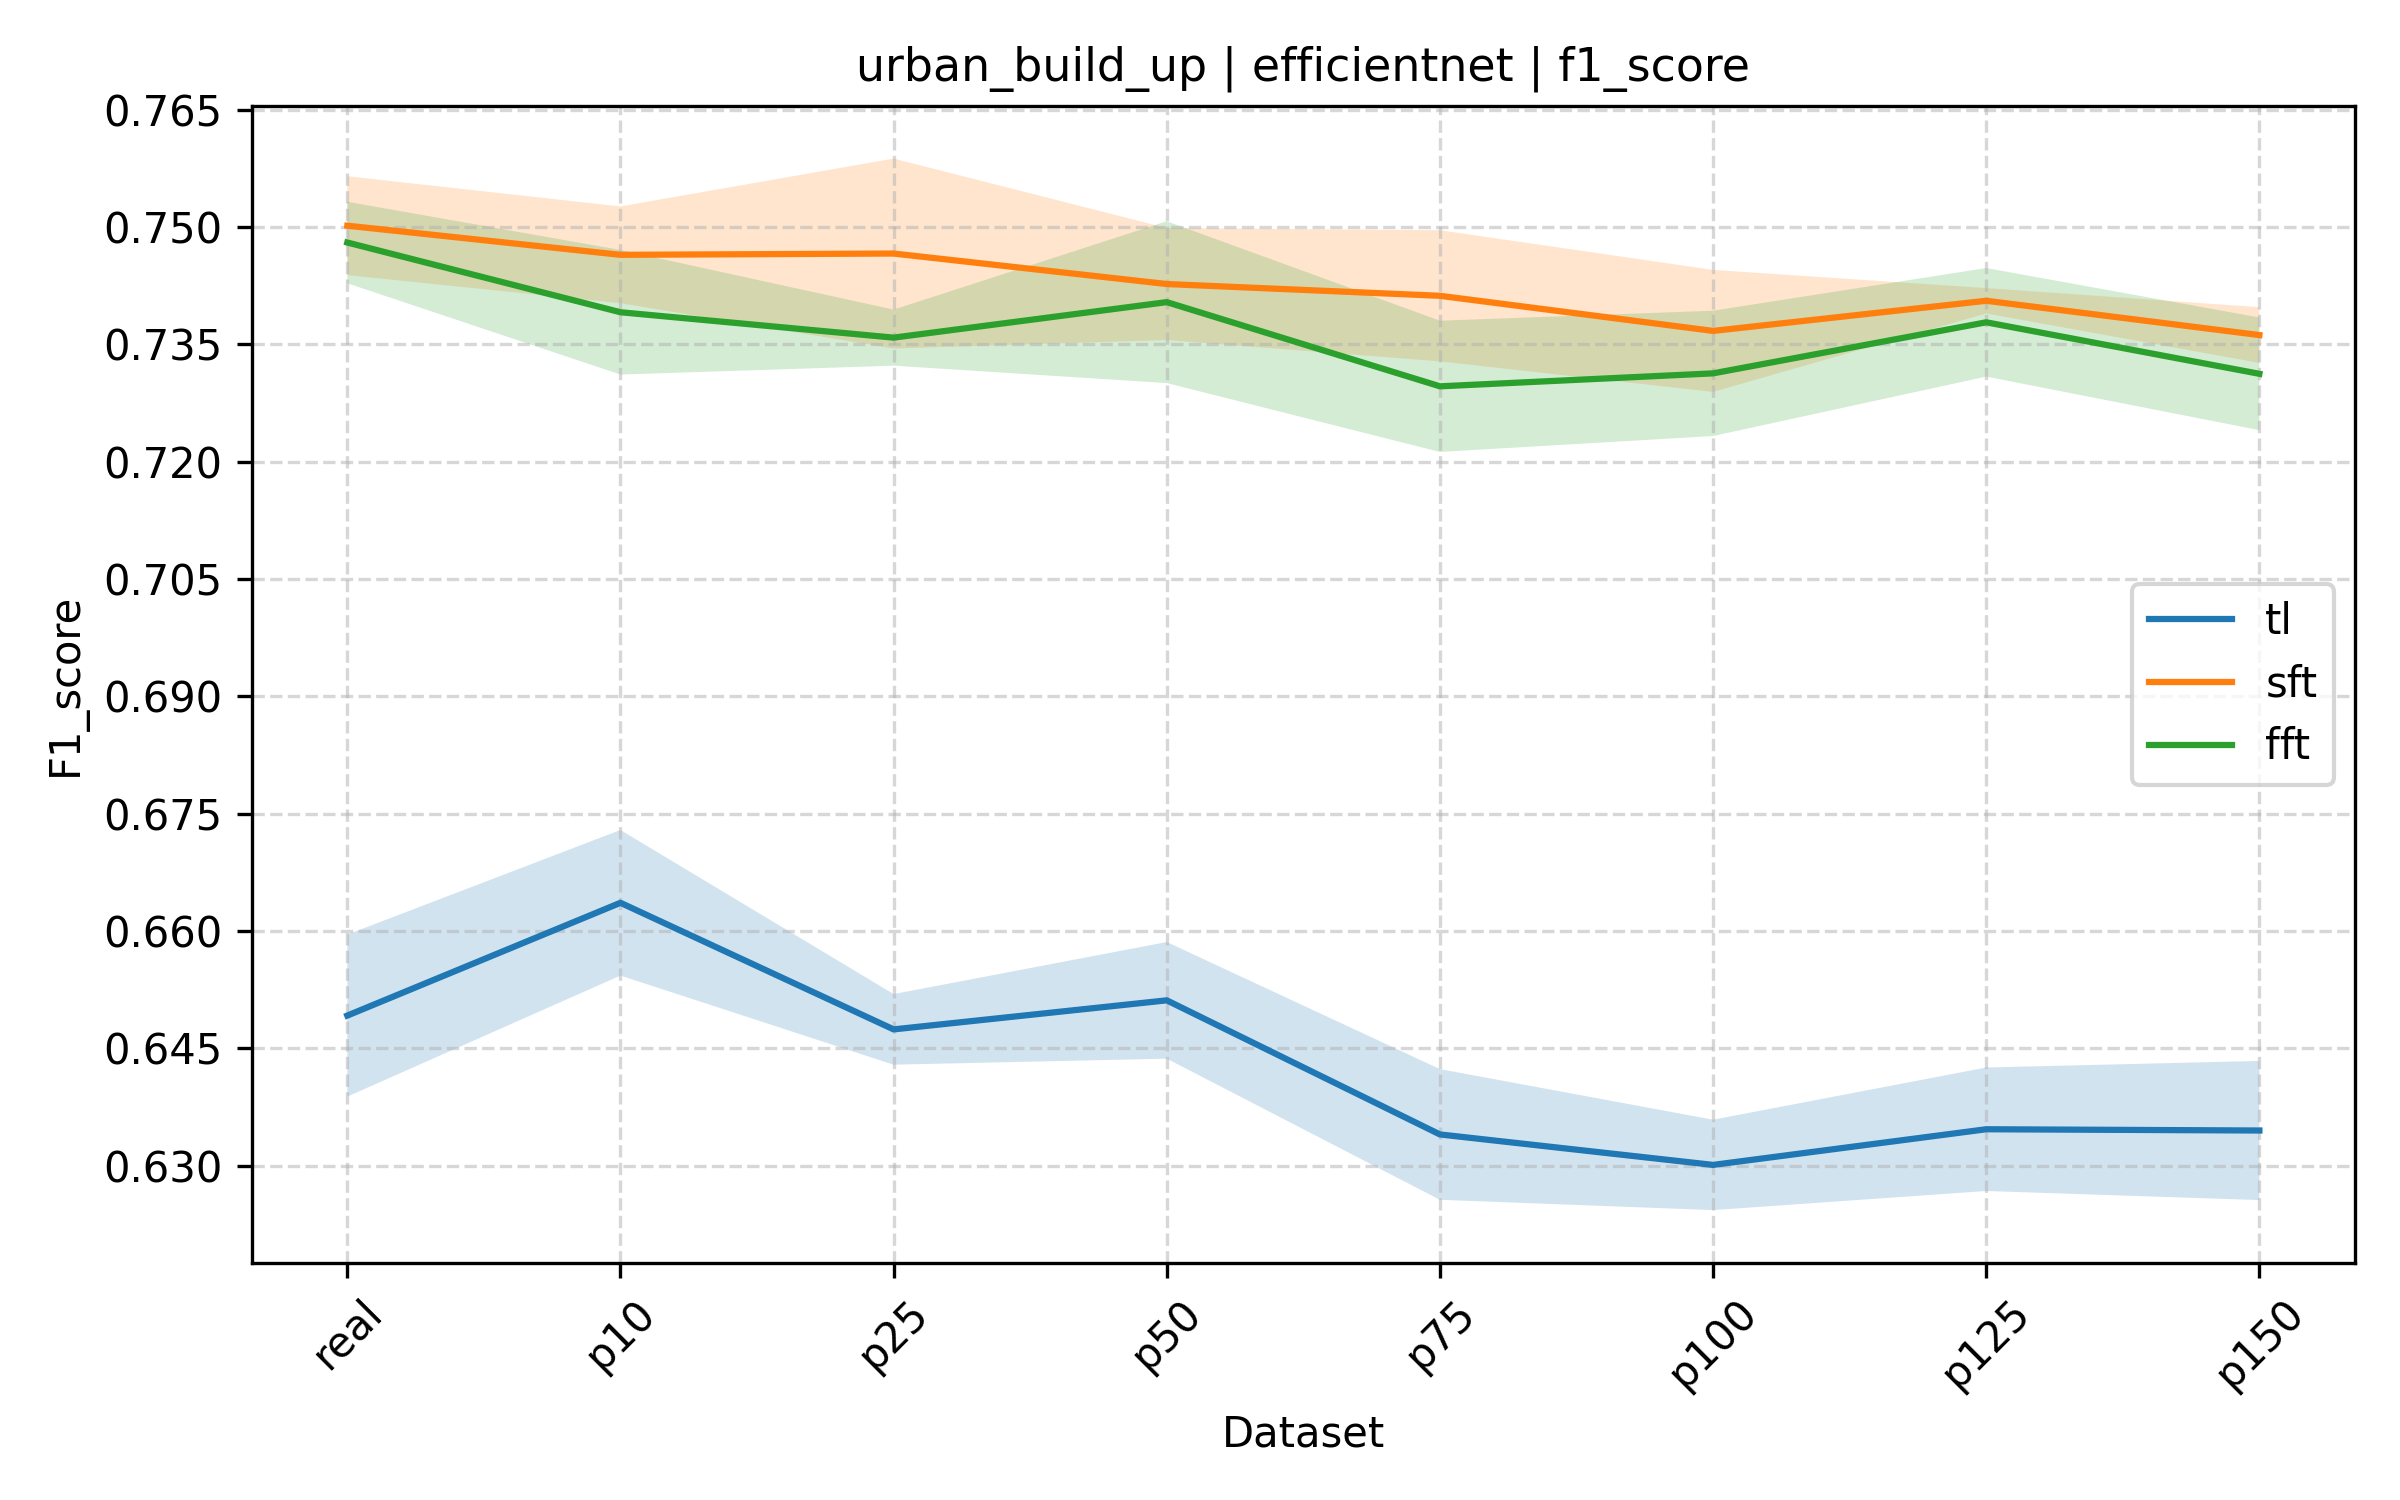 urban_build_up | efficientnet | f1_score
F1_score
0.765
0.750
0.735
0.720
0.705
0.690
0.675
0.660
0.645
0.630
tl
sft
fft
real
p10
p25
p50
p75
p100
p125
p150
Dataset